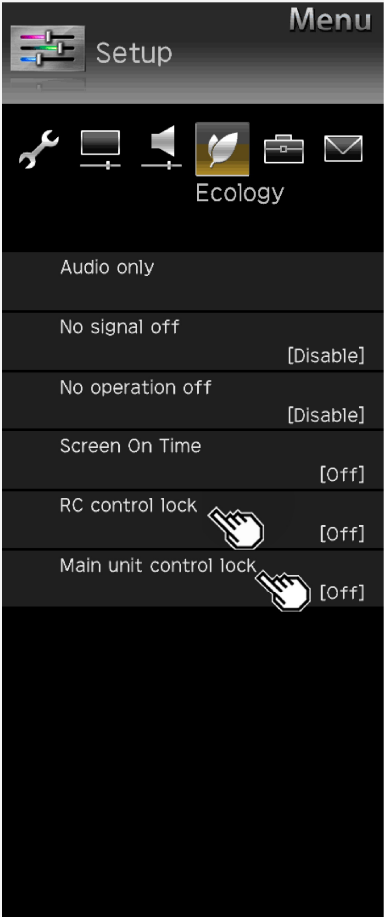 Menu
Setup
Ecology
Audio only
No signal off
[Disable]
No operation off
[Disable]
Screen On Time
[Off]
RC control lock
[Off]
Main unit control lock
[Off]